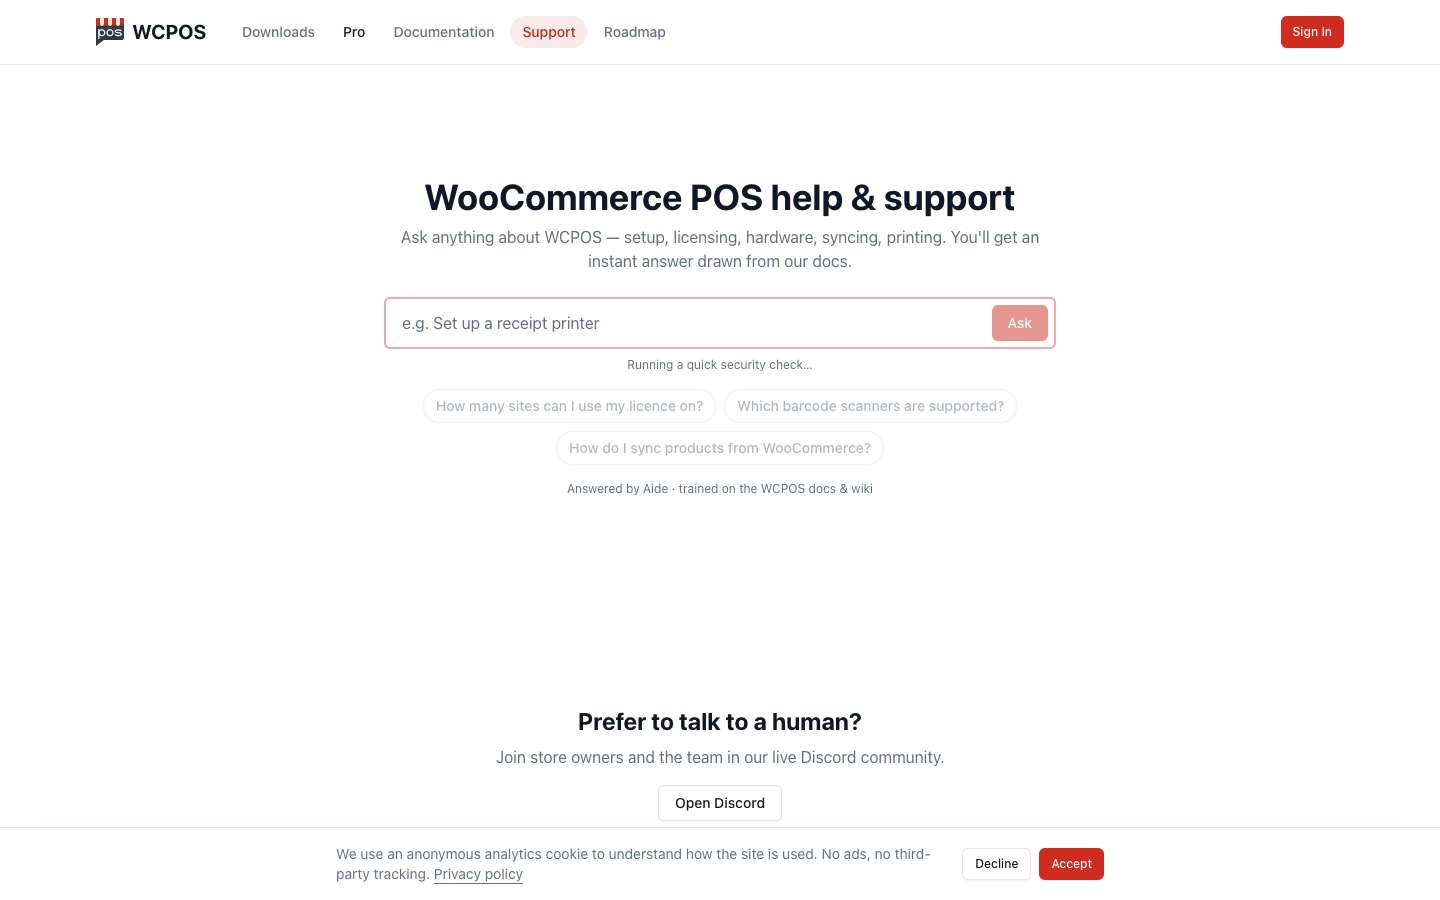 pos WCPOS Downloads Pro Documentation Support Roadmap Sign In
WooCommerce POS help & support
Ask anything about WCPOS — setup, licensing, hardware, syncing, printing. You'll get an
instant answer drawn from our docs.
e.g. Set up a receipt printer Ask
Running a quick security check…
How many sites can I use my licence on? Which barcode scanners are supported?
How do I sync products from WooCommerce?
Answered by Aide · trained on the WCPOS docs & wiki
Prefer to talk to a human?
Join store owners and the team in our live Discord community.
Open Discord
We use an anonymous analytics cookie to understand how the site is used. No ads, no third-
party tracking. Privacy policy
Decline Accept